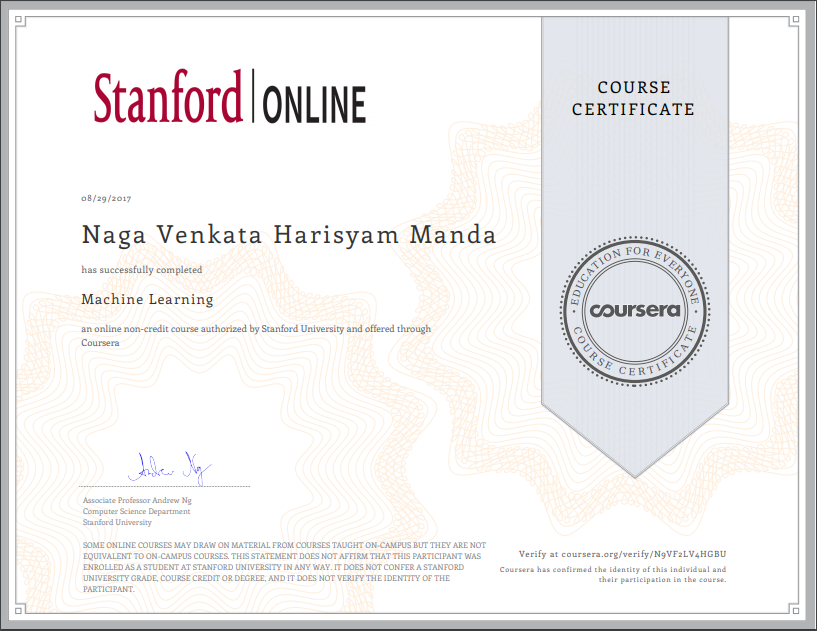 Stanford ONLINE
COURSE
CERTIFICATE
08/29/2017
Naga Venkata Harisyam Manda
has successfully completed
Machine Learning
an online non-credit course authorized by Stanford University and offered through
Coursera
EDUCATION FOR EVERYONE
coursera
COURSE CERTIFICATE
Andrew Ng
Associate Professor Andrew Ng
Computer Science Department
Stanford University
SOME ONLINE COURSES MAY DRAW ON MATERIAL FROM COURSES TAUGHT ON-CAMPUS BUT THEY ARE NOT
EQUIVALENT TO ON-CAMPUS COURSES. THIS STATEMENT DOES NOT AFFIRM THAT THIS PARTICIPANT WAS
ENROLLED AS A STUDENT AT STANFORD UNIVERSITY IN ANY WAY. IT DOES NOT CONFER A STANFORD
UNIVERSITY GRADE, COURSE CREDIT OR DEGREE, AND IT DOES NOT VERIFY THE IDENTITY OF THE
PARTICIPANT.
Verify at coursera.org/verify/N9VF2LV4HGBU
Coursera has confirmed the identity of this individual and
their participation in the course.